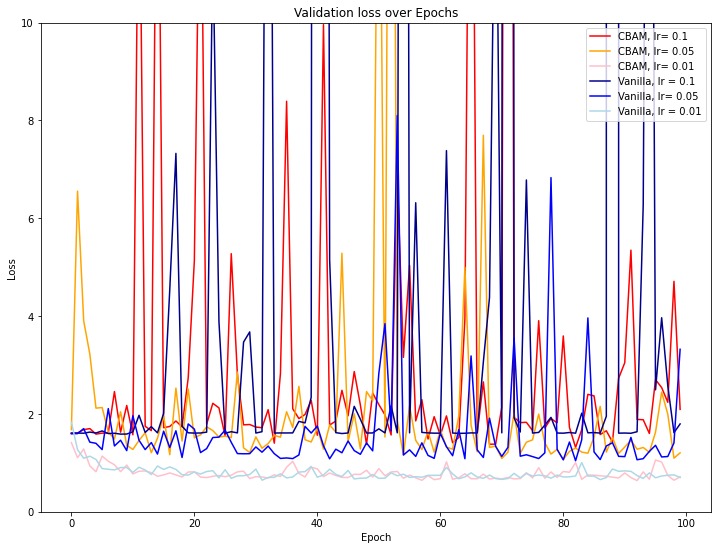 Validation loss over Epochs
CBAM, lr= 0.1
CBAM, lr= 0.05
CBAM, lr= 0.01
Vanilla, lr = 0.1
Vanilla, lr= 0.05
Vanilla, lr = 0.01
10
8
6
4
2
0
Loss
0 20 40 60 80 100
Epoch